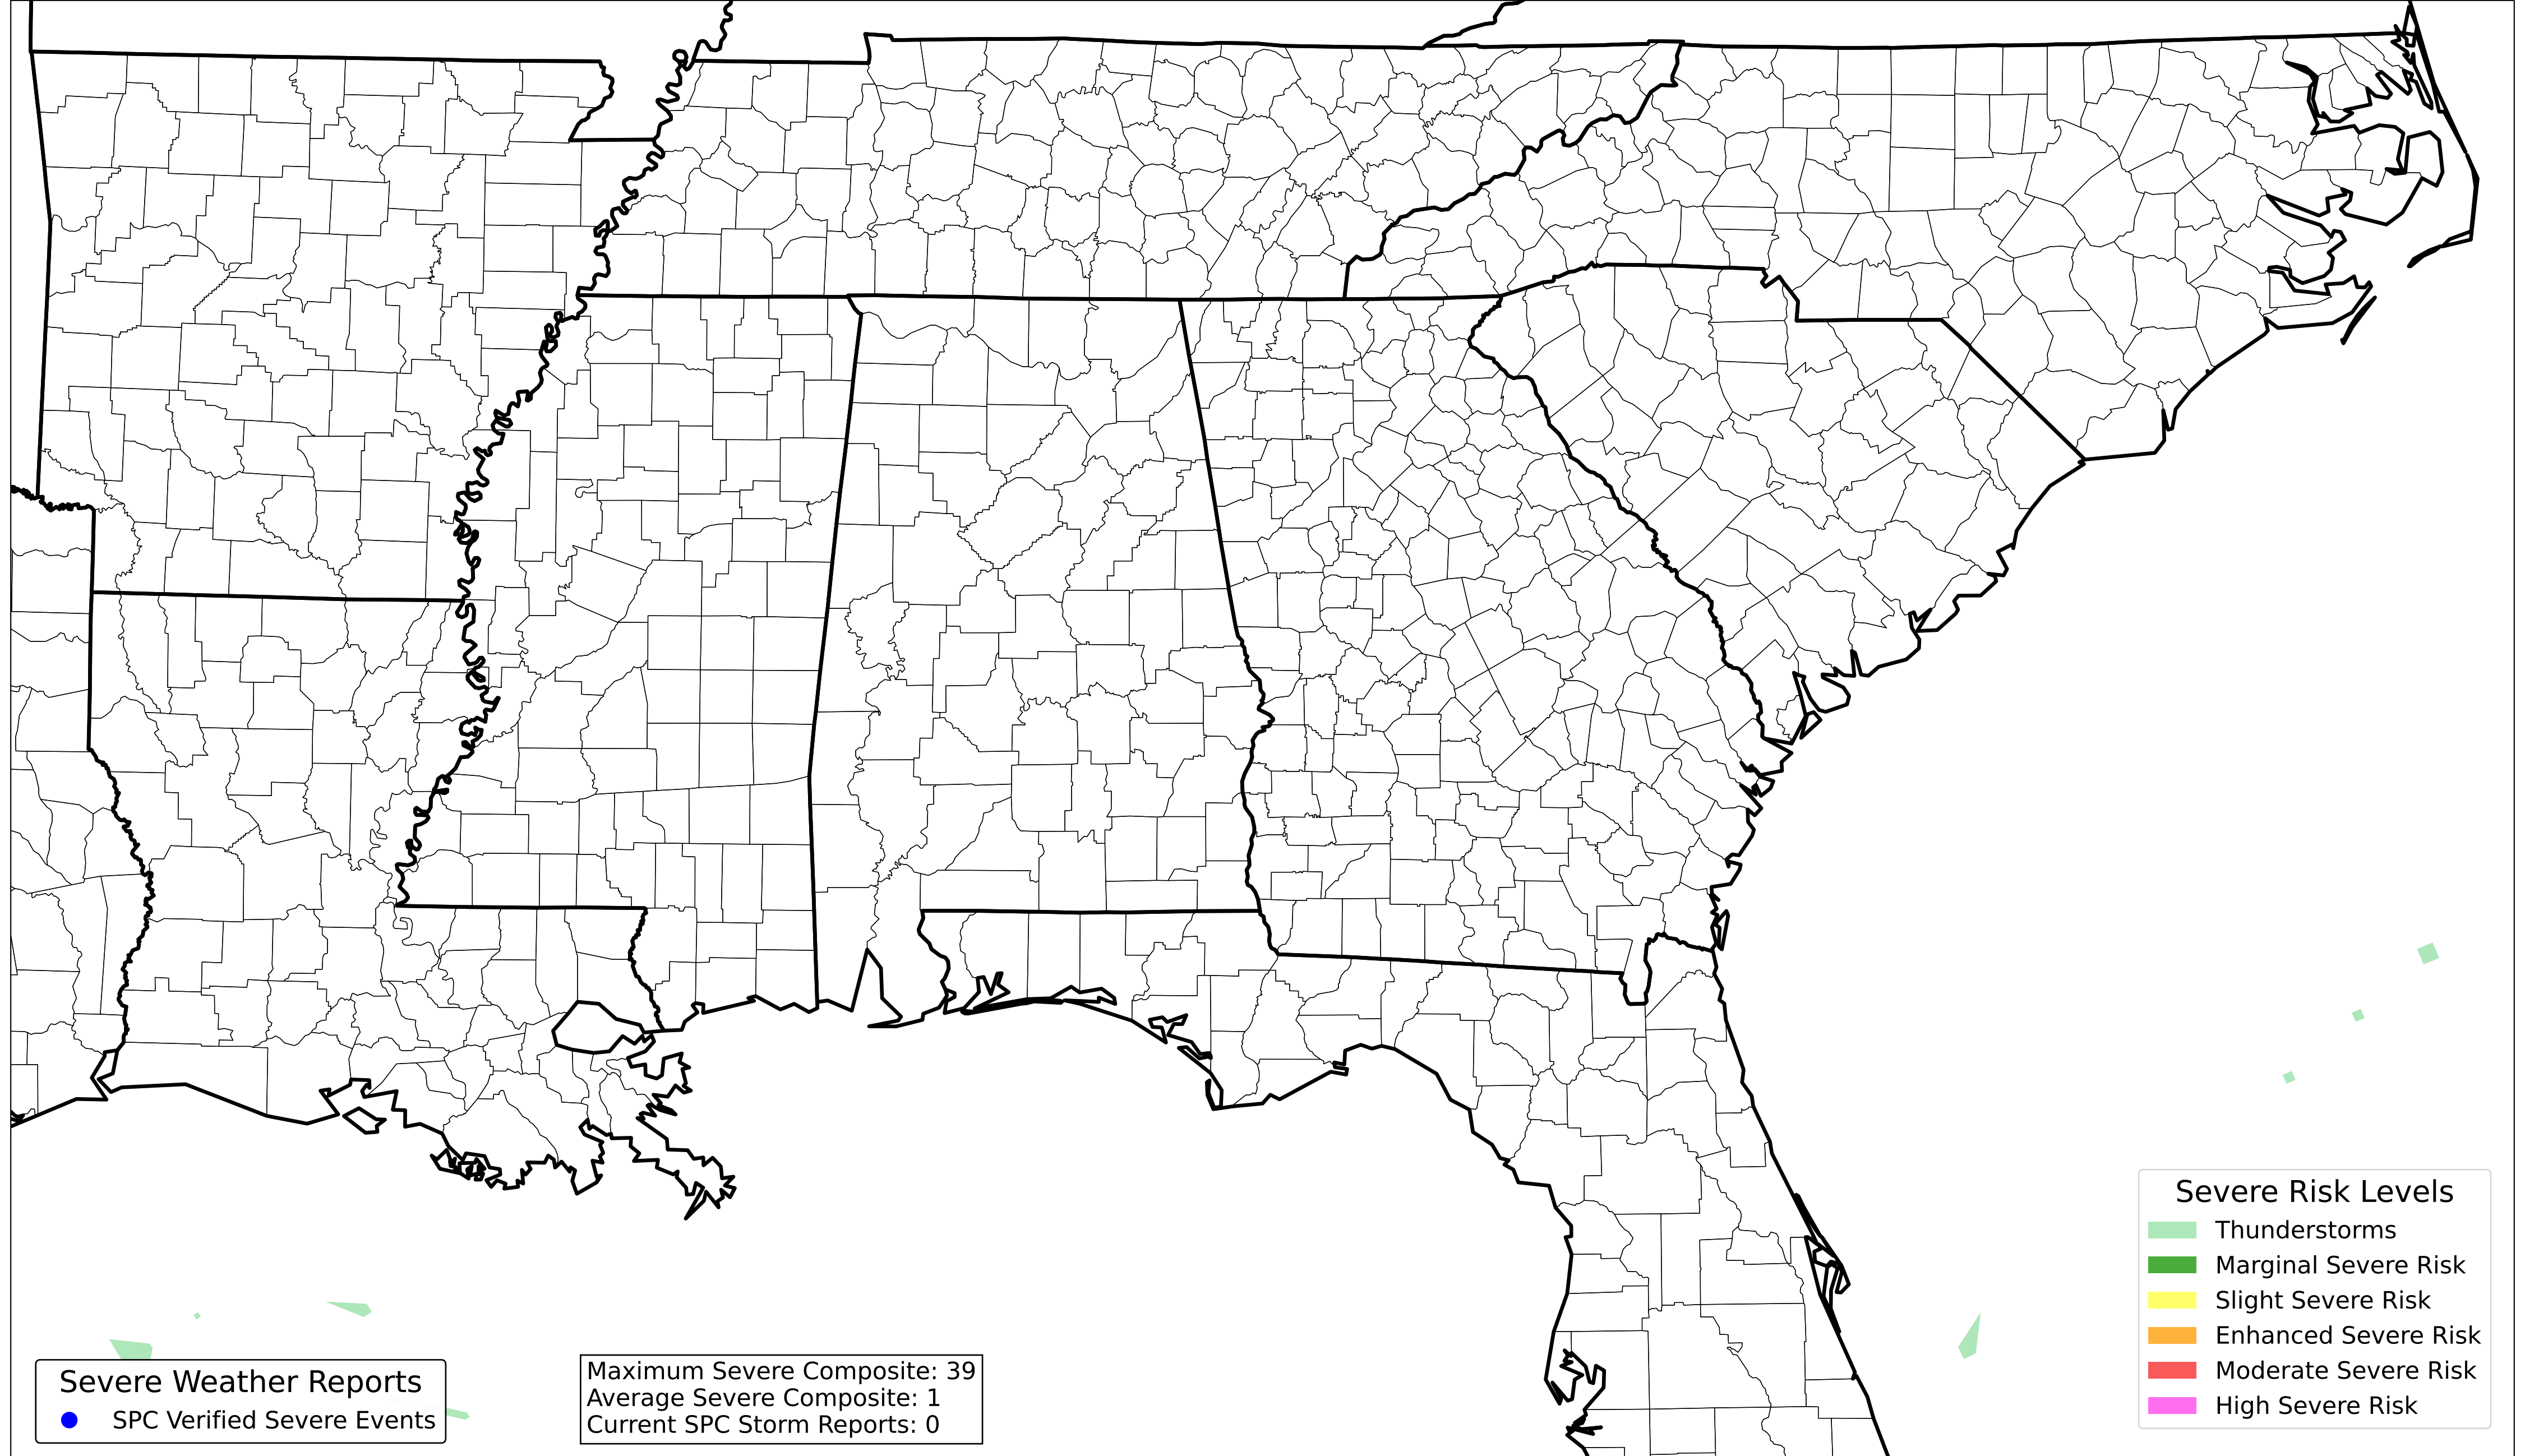 Severe Risk Levels
Thunderstorms
Marginal Severe Risk
Slight Severe Risk
Enhanced Severe Risk
Moderate Severe Risk
High Severe Risk
Severe Weather Reports
SPC Verified Severe Events
Maximum Severe Composite: 39
Average Severe Composite: 1
Current SPC Storm Reports: 0